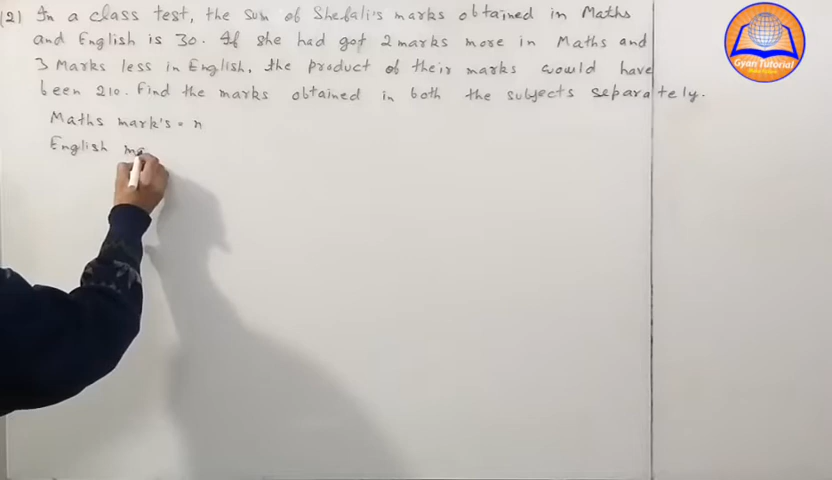 (2) In a class test, the sum of Shefali's marks obtained in Maths
and English is 30. If she had got 2 marks more in Maths and
3 Marks less in English, the product of their marks would have
been 210. Find the marks obtained in both the subjects separately.
Maths mark's = n
English ma
Gyan Tutorial